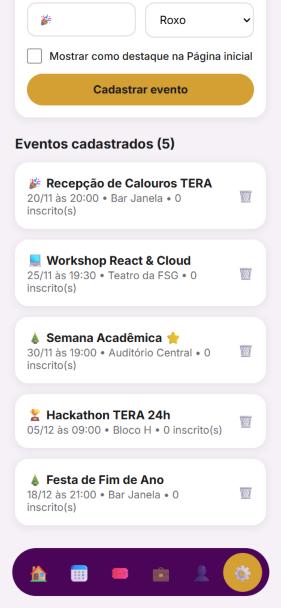 🎉
Roxo
Mostrar como destaque na Página inicial
Cadastrar evento
Eventos cadastrados (5)
🎉 Recepção de Calouros TERA
20/11 às 20:00 • Bar Janela • 0
inscrito(s)
Workshop React & Cloud
25/11 às 19:30 • Teatro da FSG • 0
inscrito(s)
🎄 Semana Acadêmica ⭐
30/11 às 19:00 • Auditório Central • 0
inscrito(s)
🏆 Hackathon TERA 24h
05/12 às 09:00 • Bloco H • 0 inscrito(s)
🎄 Festa de Fim de Ano
18/12 às 21:00 • Bar Janela • 0
inscrito(s)